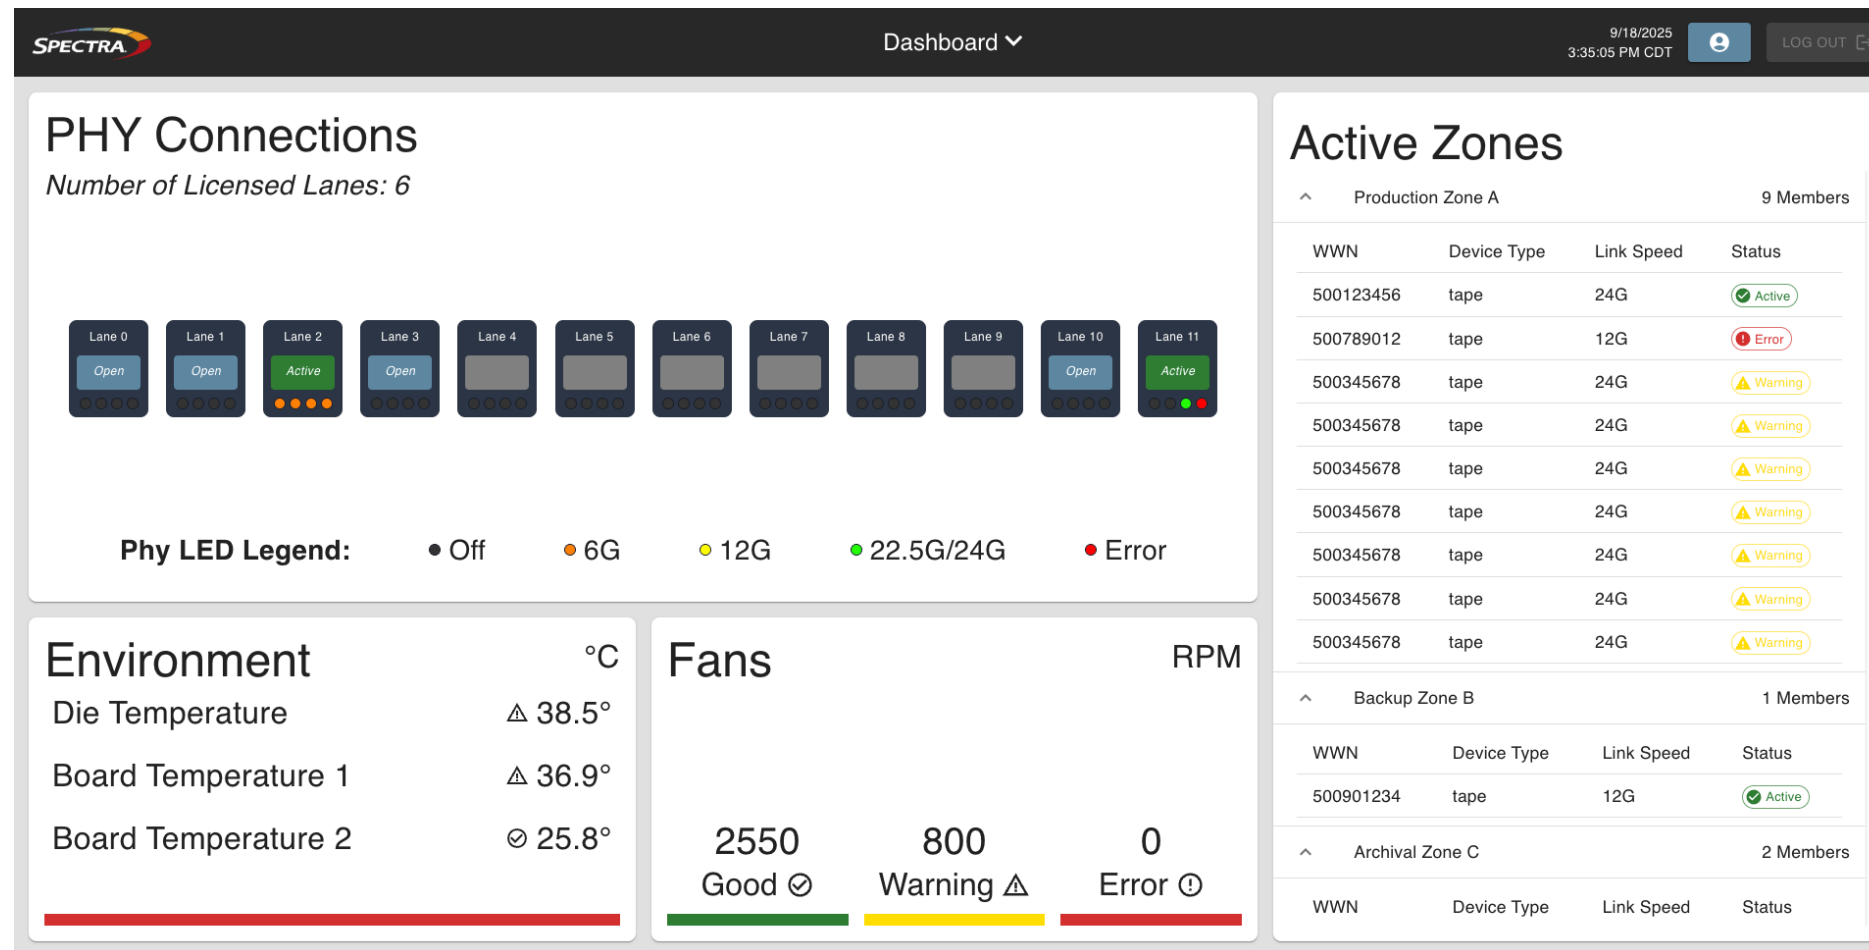 SPECTRA
Dashboard
9/18/2025
3:35:05 PM CDT
LOG OUT
PHY Connections
Number of Licensed Lanes: 6
Lane 0
Open
Lane 1
Open
Lane 2
Active
Lane 3
Open
Lane 4
Lane 5
Lane 6
Lane 7
Lane 8
Lane 9
Lane 10
Open
Lane 11
Active
Phy LED Legend: Off 6G 12G 22.5G/24G Error
Environment °C
Die Temperature 38.5°
Board Temperature 1 36.9°
Board Temperature 2 25.8°
Fans RPM
2550 800 0
Good Warning Error
Active Zones
Production Zone A 9 Members
WWN Device Type Link Speed Status
500123456 tape 24G Active
500789012 tape 12G Error
500345678 tape 24G Warning
500345678 tape 24G Warning
500345678 tape 24G Warning
500345678 tape 24G Warning
500345678 tape 24G Warning
500345678 tape 24G Warning
500345678 tape 24G Warning
Backup Zone B 1 Members
WWN Device Type Link Speed Status
500901234 tape 12G Active
Archival Zone C 2 Members
WWN Device Type Link Speed Status